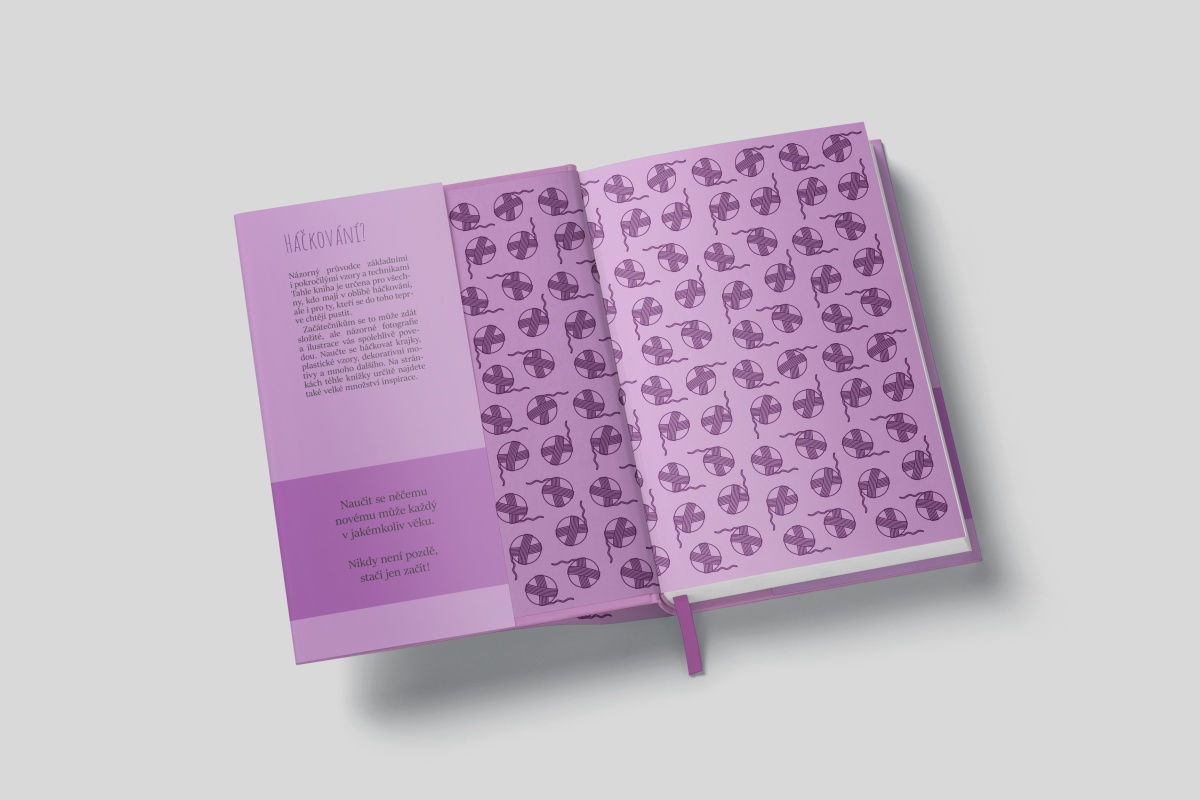 HÁČKOVÁNÍ?
Názorný průvodce základními
i pokročilými vzory a technikami
Tahle kniha je určena pro všech-
ny, kdo mají v oblibě háčkování,
ale i pro ty, kteří se do toho tepr-
ve chtějí pustit.
Začátečníkům se to může zdát
složité, ale názorné fotografie
a ilustrace vás spolehlivě pove-
dou. Naučte se háčkovat krajky,
plastické vzory, dekorativní mo-
tivy a mnoho dalšího. Na strán-
kách téhle knížky určitě najdete
také velké množství inspirace.
Naučit se něčemu
novému může každý
v jakémkoliv věku.
Nikdy není pozdě,
stačí jen začít!